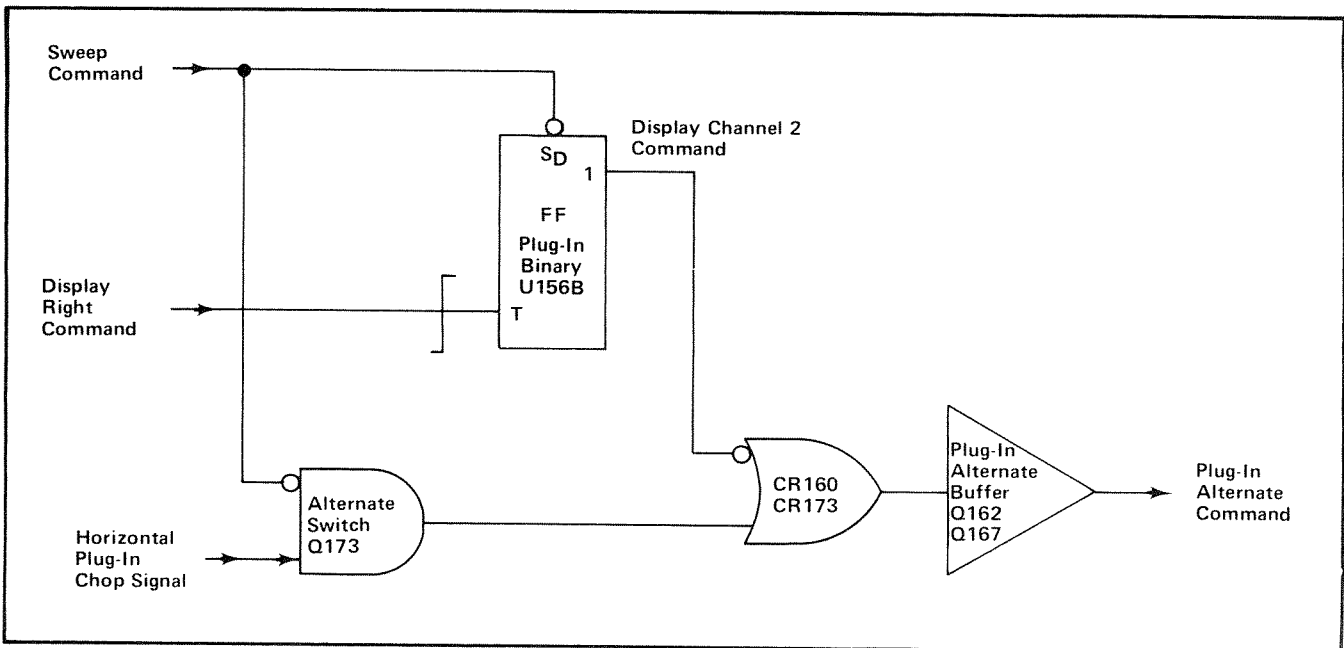 Sweep
Command
Display Channel 2
Command
SD
1
FF
Plug-In
Binary
U156B
T
Display
Right
Command
Alternate
Switch
Q173
Horizontal
Plug-In
Chop Signal
CR160
CR173
Plug-In
Alternate
Buffer
Q162
Q167
Plug-In
Alternate
Command